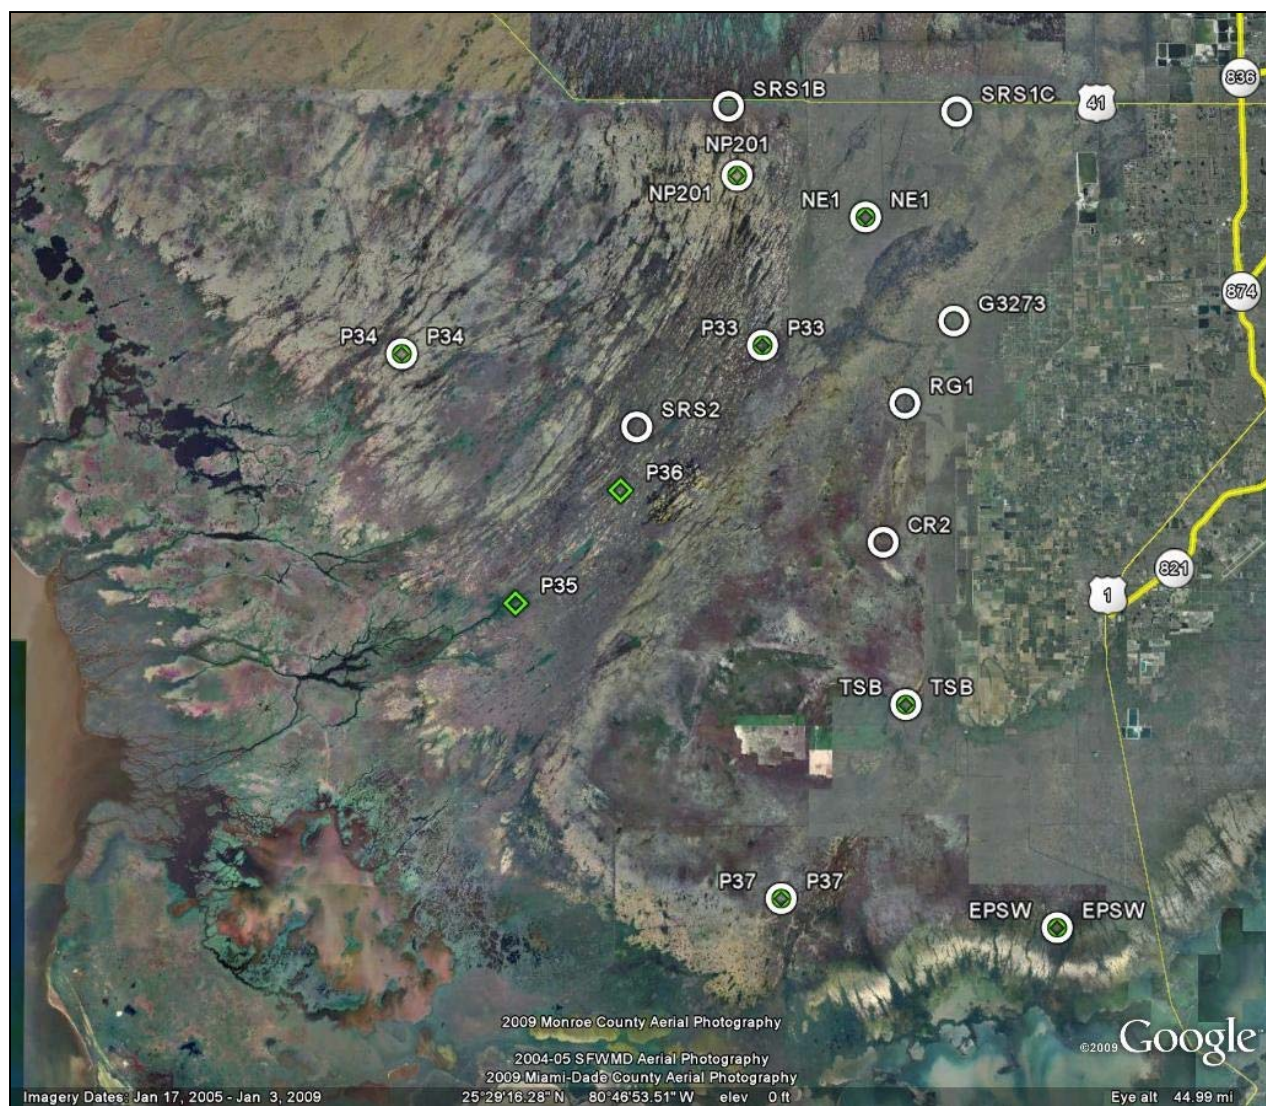 836
SRS1B
SRS1C
41
NP201
NP201
NE1 NE1
874
G3273
P34 P34
P33 P33
RG1
SRS2
P36
CR2
821
P35
1
TSB TSB
P37 P37
EPSW EPSW
2009 Monroe County Aerial Photography
©2009 Google
2004-05 SFWMD Aerial Photography
2009 Miami-Dade County Aerial Photography
Imagery Dates: Jan 17, 2005 - Jan 3, 2009 25°29'16.28" N 80°46'53.51" W elev 0 ft Eye alt 44.99 mi